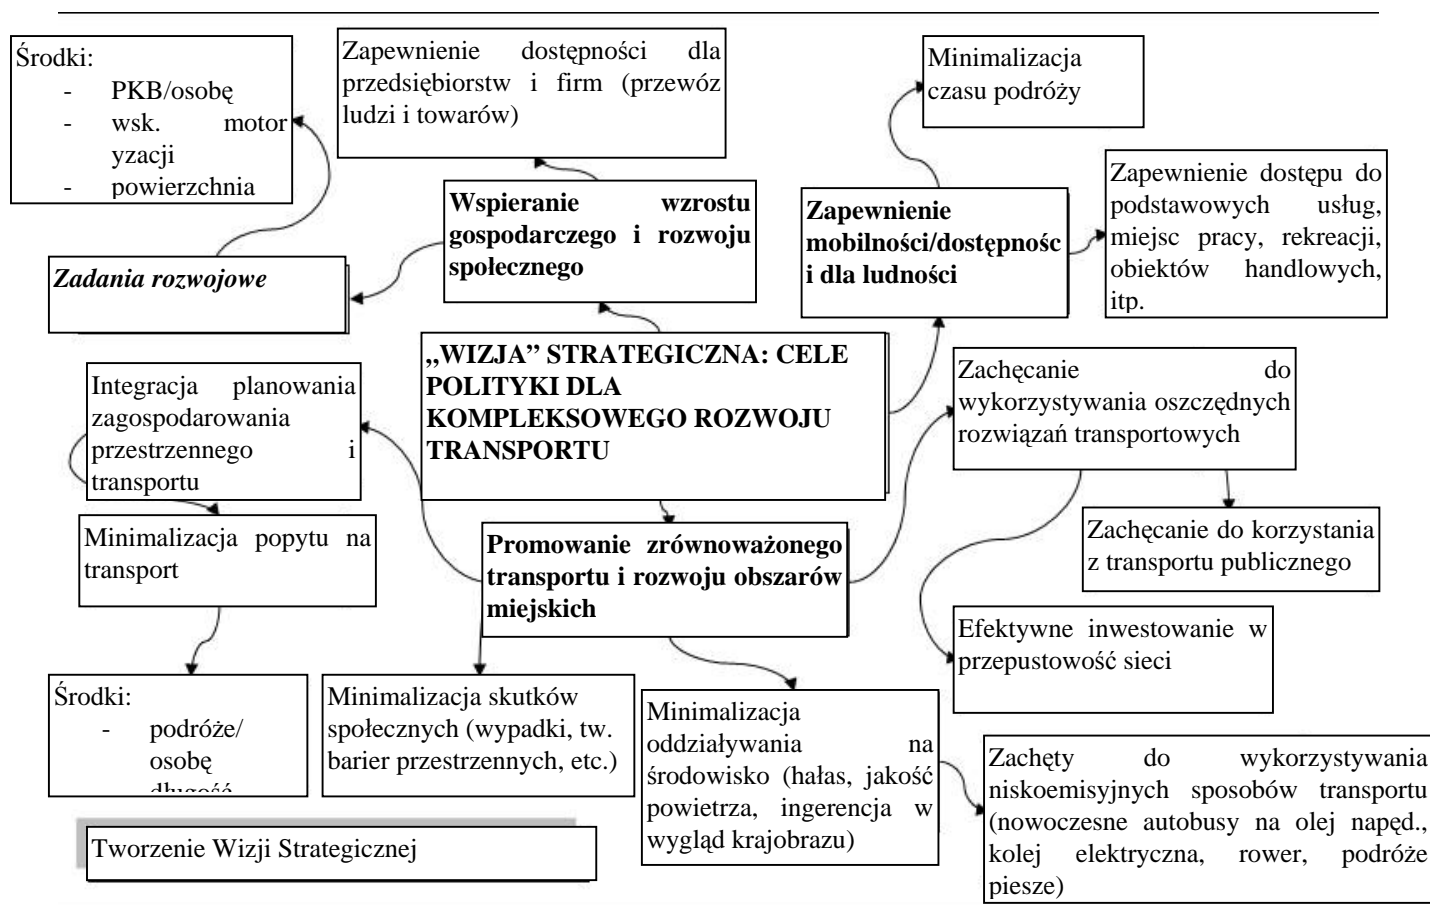 Środki:
- PKB/osobę
- wsk. motor
yzacji
- powierzchnia
Zapewnienie dostępności dla
przedsiębiorstw i firm (przewóz
ludzi i towarów)
Minimalizacja
czasu podróży
Zapewnienie dostępu do
podstawowych usług,
miejsc pracy, rekreacji,
obiektów handlowych,
itp.
Wspieranie wzrostu
gospodarczego i rozwoju
społecznego
Zapewnienie
mobilności/dostępnośc
i dla ludności
Zadania rozwojowe
„WIZJA” STRATEGICZNA: CELE
POLITYKI DLA
KOMPLEKSOWEGO ROZWOJU
TRANSPORTU
Integracja planowania
zagospodarowania
przestrzennego i
transportu
Zachęcanie do
wykorzystywania oszczędnych
rozwiązań transportowych
Minimalizacja popytu na
transport
Promowanie zrównoważonego
transportu i rozwoju obszarów
miejskich
Zachęcanie do korzystania
z transportu publicznego
Efektywne inwestowanie w
przepustowość sieci
Środki:
- podróże/
osobę
długość
Minimalizacja skutków
społecznych (wypadki, tw.
barier przestrzennych, etc.)
Minimalizacja
oddziaływania na
środowisko (hałas, jakość
powietrza, ingerencja w
wygląd krajobrazu)
Zachęty do wykorzystywania
niskoemisyjnych sposobów transportu
(nowoczesne autobusy na olej napęd.,
kolej elektryczna, rower, podróże
piesze)
Tworzenie Wizji Strategicznej